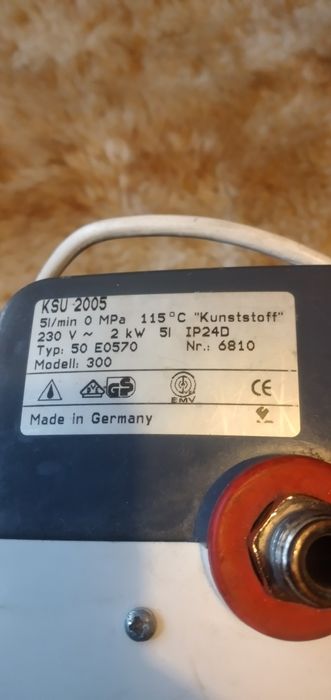 KSU 2005
5l/min 0 MPa 115°C "Kunststoff"
230 V ~ 2 kW 5l IP24D
Typ: 50 E0570 Nr.: 6810
Modell: 300
VDE GS EMV CE
Made in Germany